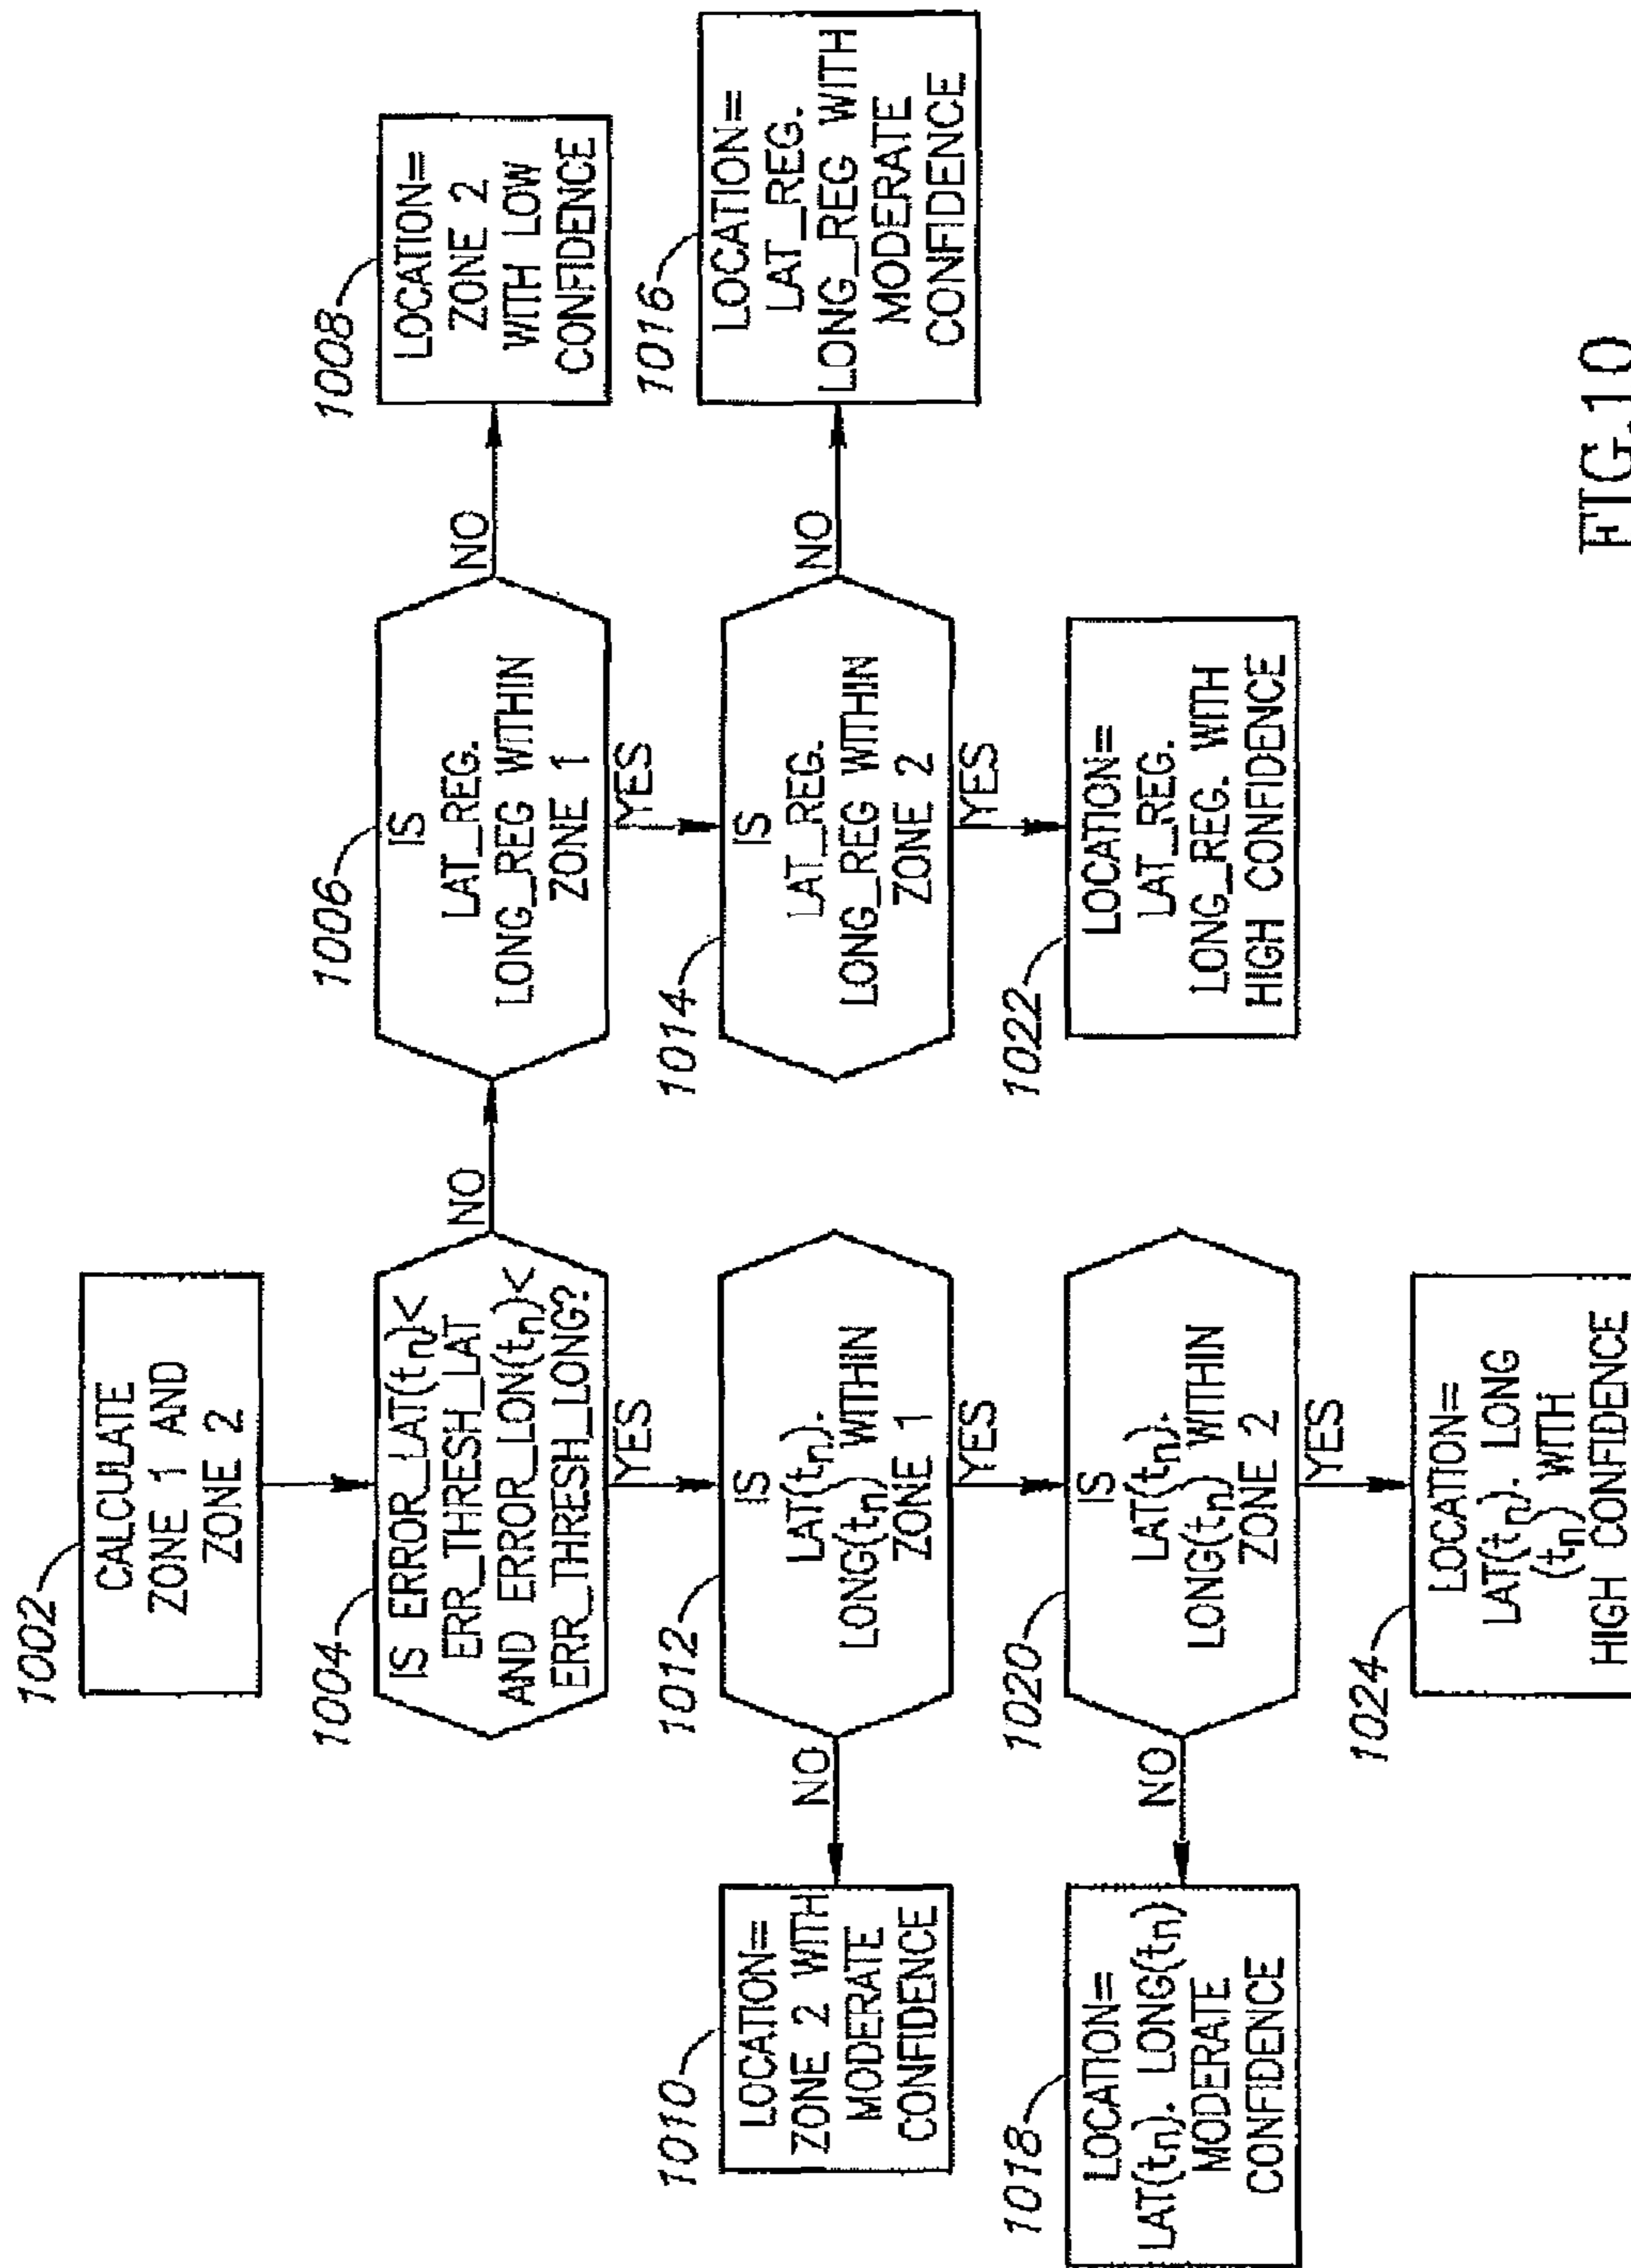 1002
CALCULATE
ZONE 1 AND
ZONE 2
1004
IS ERROR_LAT(tn)<
ERR_THRESH_LAT
AND ERROR_LON(tn)<
ERR_THRESH_LONG?
NO
YES
1006
IS
LAT_REG.
LONG_REG WITHIN
ZONE 1
NO
YES
1008
LOCATION=
ZONE 2
WITH LOW
CONFIDENCE
1010
LOCATION=
ZONE 2 WITH
MODERATE
CONFIDENCE
NO
1012
IS
LAT(tn).
LONG(tn) WITHIN
ZONE 1
YES
1014
IS
LAT_REG.
LONG_REG WITHIN
ZONE 2
NO
YES
1016
LOCATION=
LAT_REG.
LONG_REG WITH
MODERATE
CONFIDENCE
1018
LOCATION=
LAT(tn). LONG(tn)
MODERATE
CONFIDENCE
NO
1020
IS
LAT(tn).
LONG(tn) WITHIN
ZONE 2
YES
1022
LOCATION=
LAT_REG.
LONG_REG. WITH
HIGH CONFIDENCE
1024
LOCATION=
LAT(tn). LONG
(tn) WITH
HIGH CONFIDENCE
FIG.10